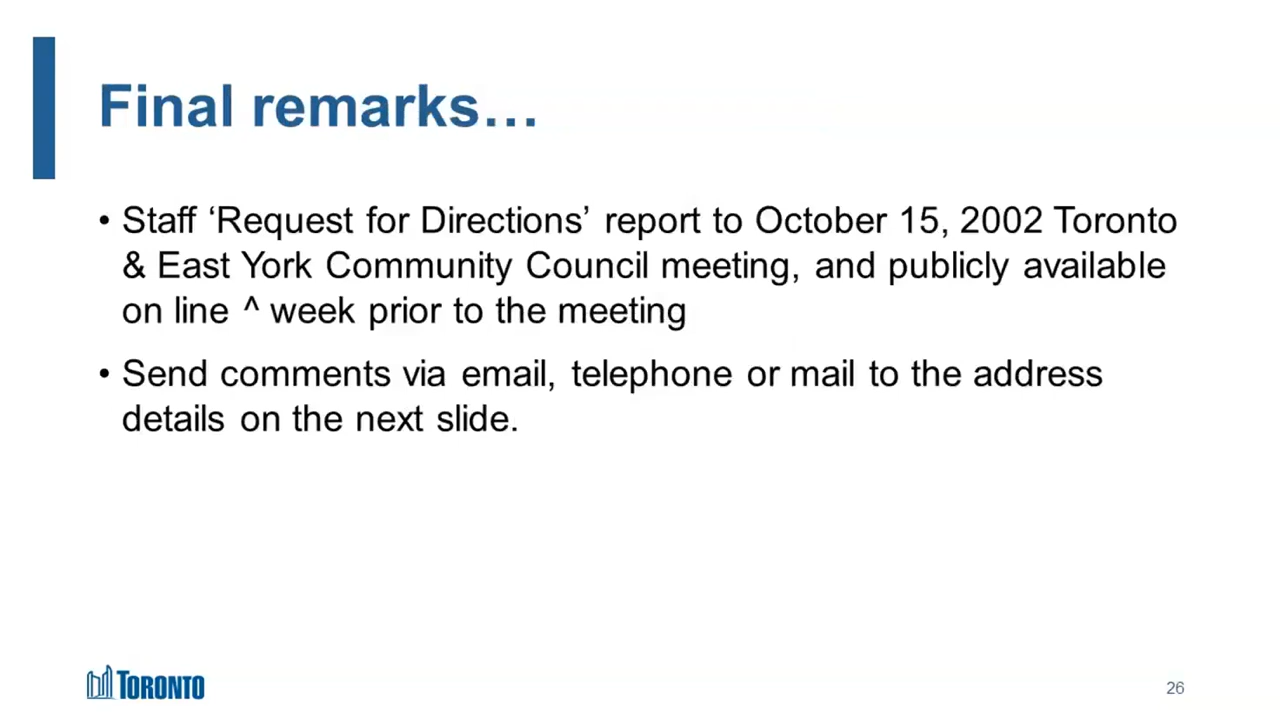 Final remarks…
• Staff ‘Request for Directions’ report to October 15, 2002 Toronto
& East York Community Council meeting, and publicly available
on line ^ week prior to the meeting
• Send comments via email, telephone or mail to the address
details on the next slide.
TORONTO
26